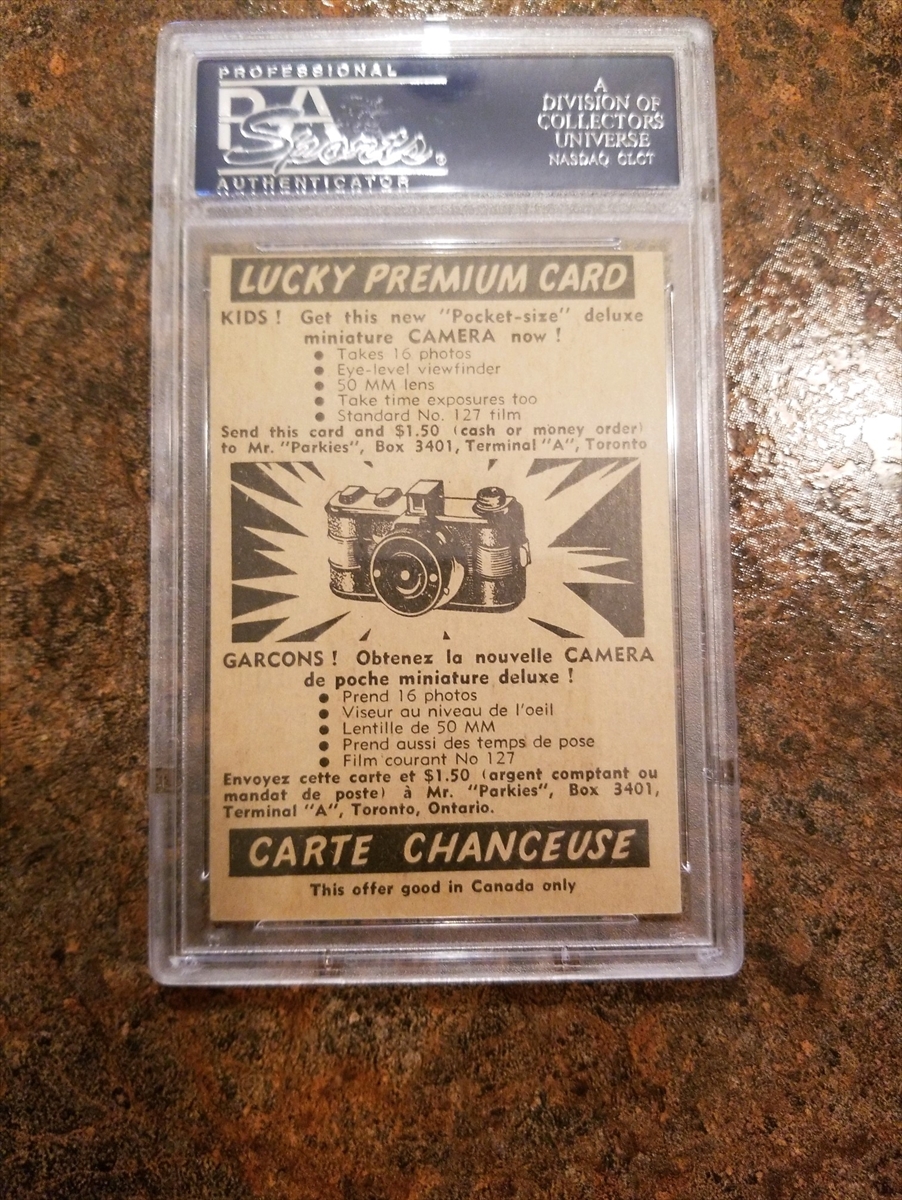 PROFESSIONAL
PSA
Sports®
AUTHENTICATOR
A
DIVISION OF
COLLECTORS
UNIVERSE
NASDAQ CLCT
LUCKY PREMIUM CARD
KIDS ! Get this new "Pocket-size" deluxe
miniature CAMERA now !
● Takes 16 photos
● Eye-level viewfinder
● 50 MM lens
● Take time exposures too
● Standard No. 127 film
Send this card and $1.50 (cash or money order)
to Mr. "Parkies", Box 3401, Terminal "A", Toronto
GARCONS ! Obtenez la nouvelle CAMERA
de poche miniature deluxe !
● Prend 16 photos
● Viseur au niveau de l'oeil
● Lentille de 50 MM
● Prend aussi des temps de pose
● Film courant No 127
Envoyez cette carte et $1.50 (argent comptant ou
mandat de poste) à Mr. "Parkies", Box 3401,
Terminal "A", Toronto, Ontario.
CARTE CHANCEUSE
This offer good in Canada only